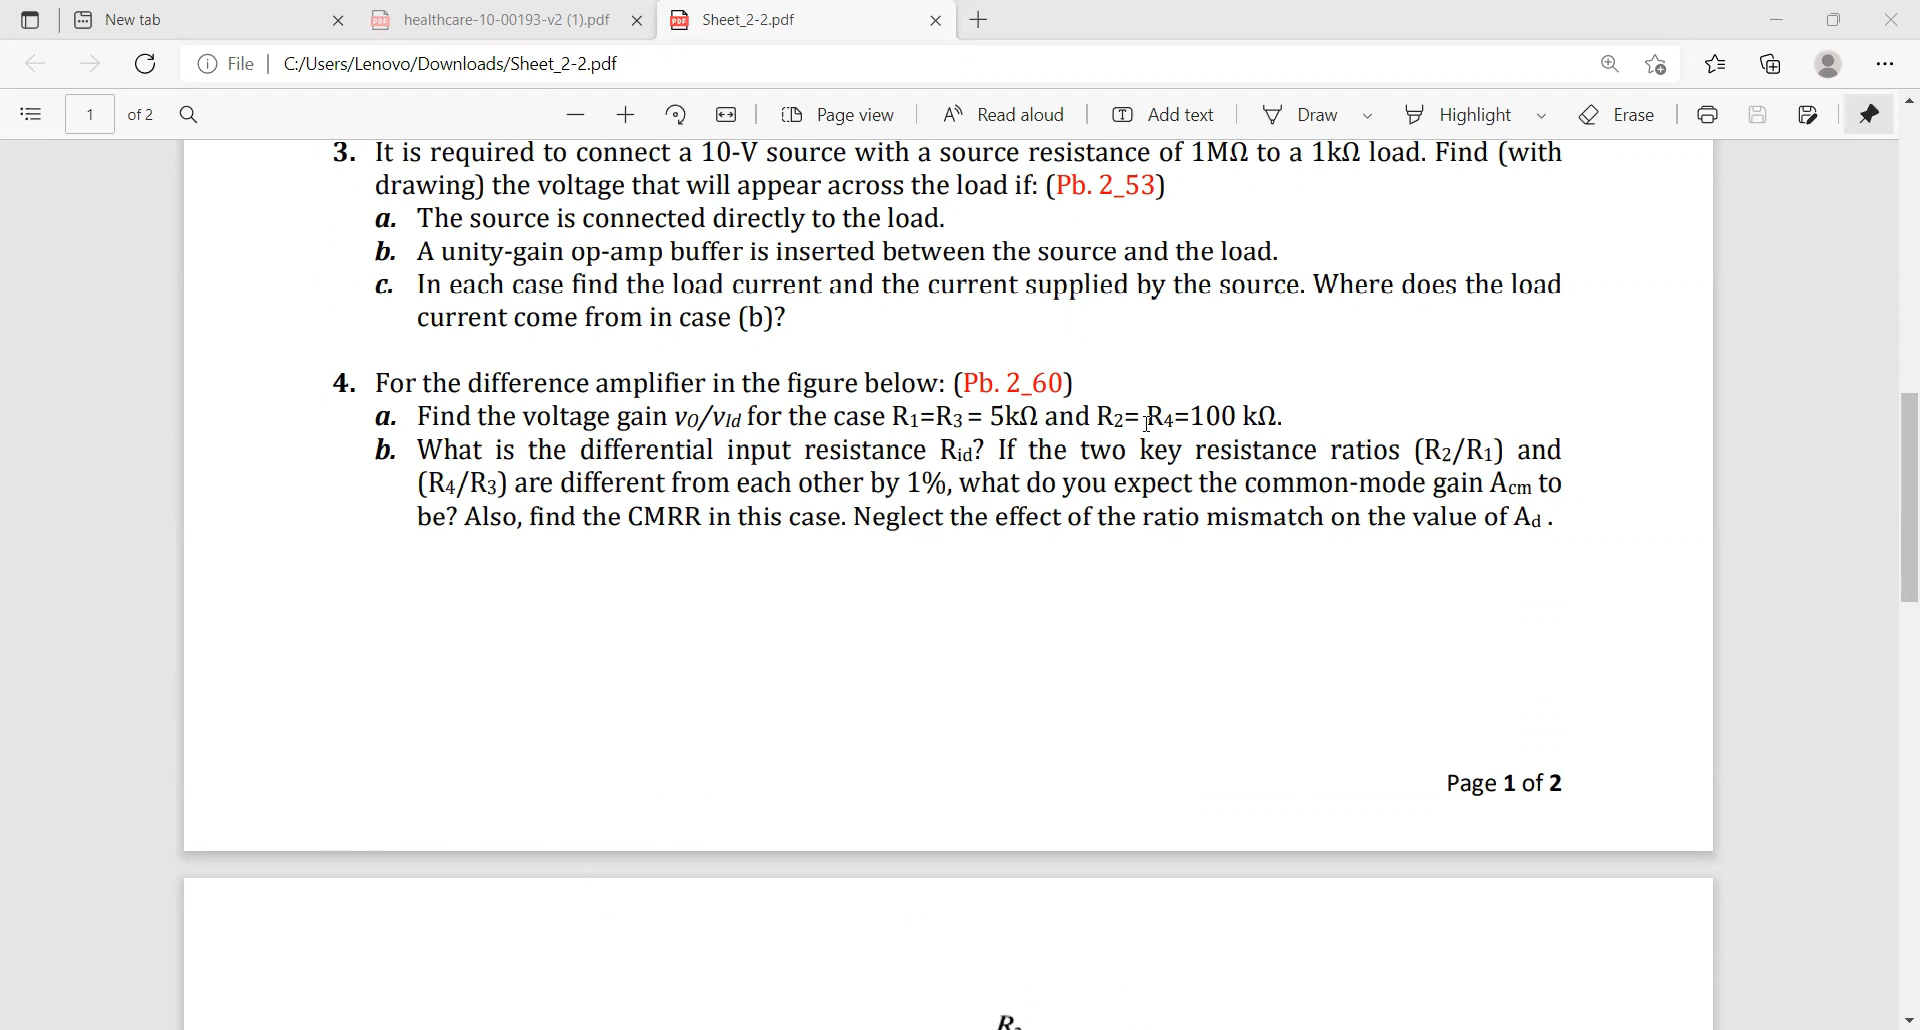 New tab
healthcare-10-00193-v2 (1).pdf
Sheet_2-2.pdf
File
C:/Users/Lenovo/Downloads/Sheet_2-2.pdf
1 of 2
Page view
Read aloud
Add text
Draw
Highlight
Erase
3. It is required to connect a 10-V source with a source resistance of 1MΩ to a 1kΩ load. Find (with
drawing) the voltage that will appear across the load if: (Pb. 2_53)
a. The source is connected directly to the load.
b. A unity-gain op-amp buffer is inserted between the source and the load.
c. In each case find the load current and the current supplied by the source. Where does the load
current come from in case (b)?
4. For the difference amplifier in the figure below: (Pb. 2_60)
a. Find the voltage gain vO/vId for the case R1=R3 = 5kΩ and R2= R4=100 kΩ.
b. What is the differential input resistance Rid? If the two key resistance ratios (R2/R1) and
(R4/R3) are different from each other by 1%, what do you expect the common-mode gain Acm to
be? Also, find the CMRR in this case. Neglect the effect of the ratio mismatch on the value of Ad .
Page 1 of 2